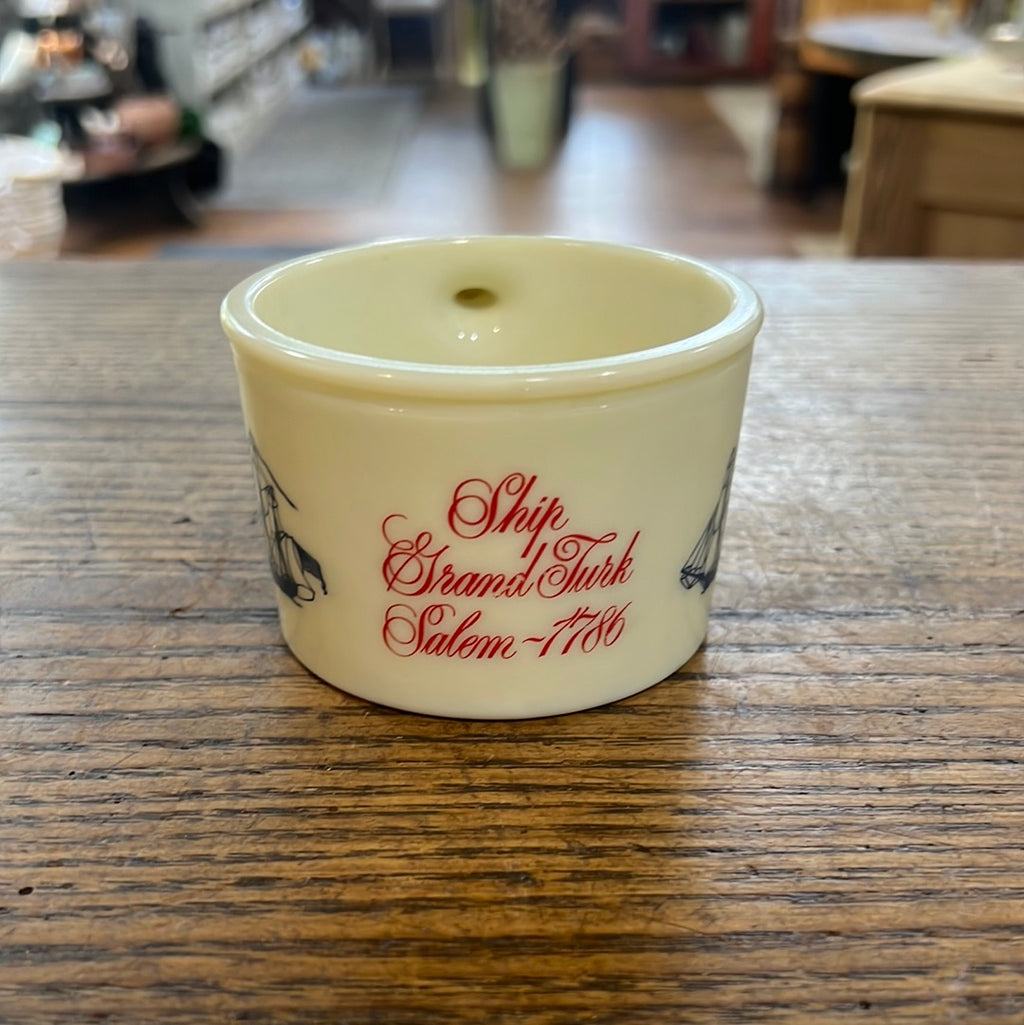 Ship
Grand Turk
Salem ~ 1786